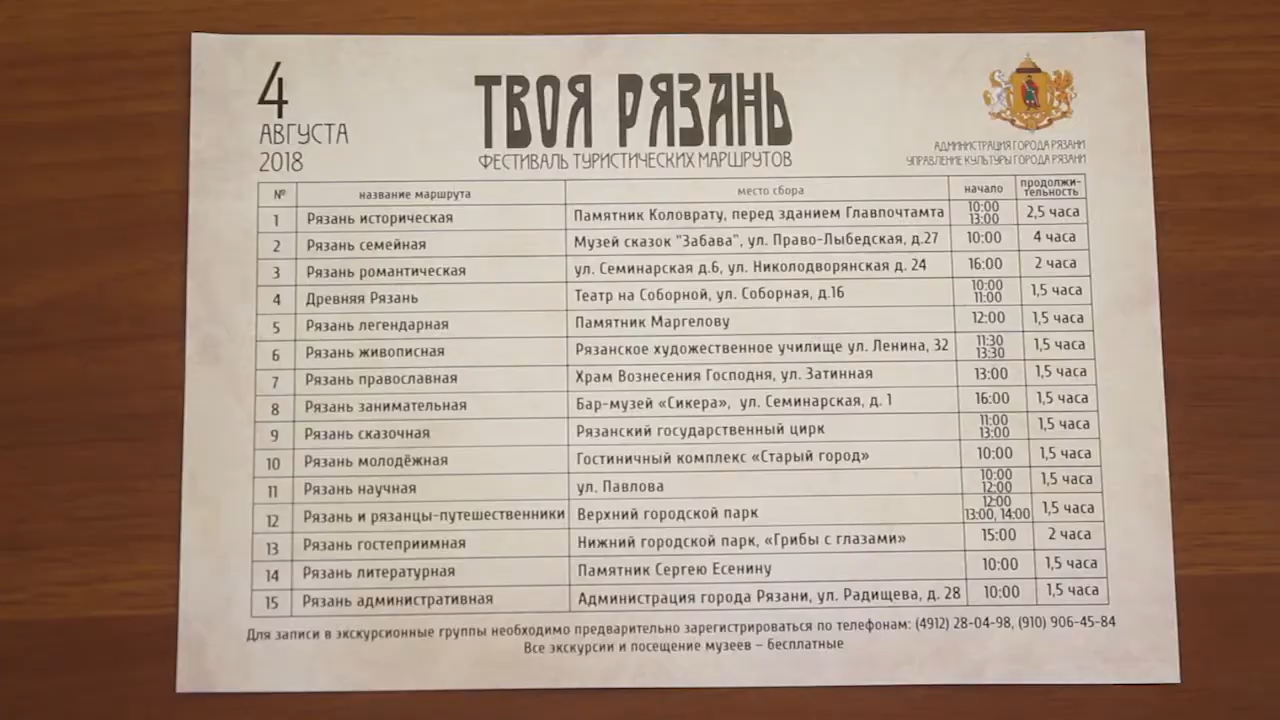 4
АВГУСТА
2018
ТВОЯ РЯЗАНЬ
ФЕСТИВАЛЬ ТУРИСТИЧЕСКИХ МАРШРУТОВ
АДМИНИСТРАЦИЯ ГОРОДА РЯЗАНИ
УПРАВЛЕНИЕ КУЛЬТУРЫ ГОРОДА РЯЗАНИ
№ название маршрута место сбора начало продолжи-
тельность
1 Рязань историческая Памятник Коловрату, перед зданием Главпочтамта 10:00 2,5 часа
13:00
2 Рязань семейная Музей сказок "Забава", ул. Право-Лыбедская, д.27 10:00 4 часа
3 Рязань романтическая ул. Семинарская д.6, ул. Николодворянская д. 24 16:00 2 часа
4 Древняя Рязань Театр на Соборной, ул. Соборная, д.16 10:00 1,5 часа
11:00
5 Рязань легендарная Памятник Маргелову 12:00 1,5 часа
6 Рязань живописная Рязанское художественное училище ул. Ленина, 32 11:30 1,5 часа
13:30
7 Рязань православная Храм Вознесения Господня, ул. Затинная 13:00 1,5 часа
8 Рязань занимательная Бар-музей «Сикера», ул. Семинарская, д. 1 16:00 1,5 часа
9 Рязань сказочная Рязанский государственный цирк 11:00 1,5 часа
13:00
10 Рязань молодёжная Гостиничный комплекс «Старый город» 10:00 1,5 часа
11 Рязань научная ул. Павлова 10:00 1,5 часа
12:00
12 Рязань и рязанцы-путешественники Верхний городской парк 12:00 1,5 часа
13:00, 14:00
13 Рязань гостеприимная Нижний городской парк, «Грибы с глазами» 15:00 2 часа
14 Рязань литературная Памятник Сергею Есенину 10:00 1,5 часа
15 Рязань административная Администрация города Рязани, ул. Радищева, д. 28 10:00 1,5 часа
Для записи в экскурсионные группы необходимо предварительно зарегистрироваться по телефонам: (4912) 28-04-98, (910) 906-45-84
Все экскурсии и посещение музеев – бесплатные